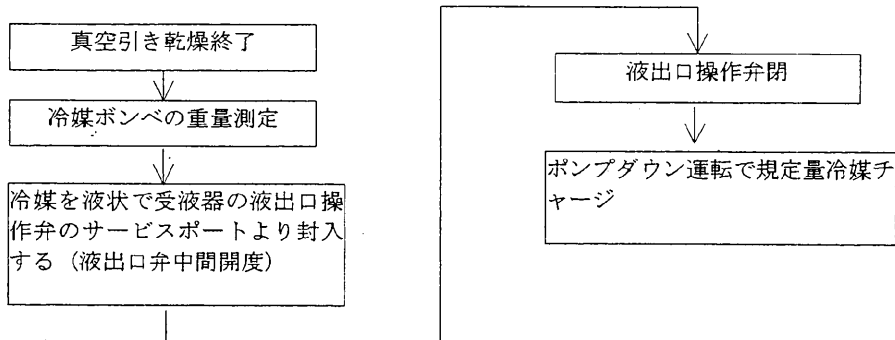 真空引き乾燥終了
冷媒ボンベの重量測定
冷媒を液状で受液器の液出口操
作弁のサービスポートより封入
する（液出口弁中間開度）
液出口操作弁閉
ポンプダウン運転で規定量冷媒チ
ャージ